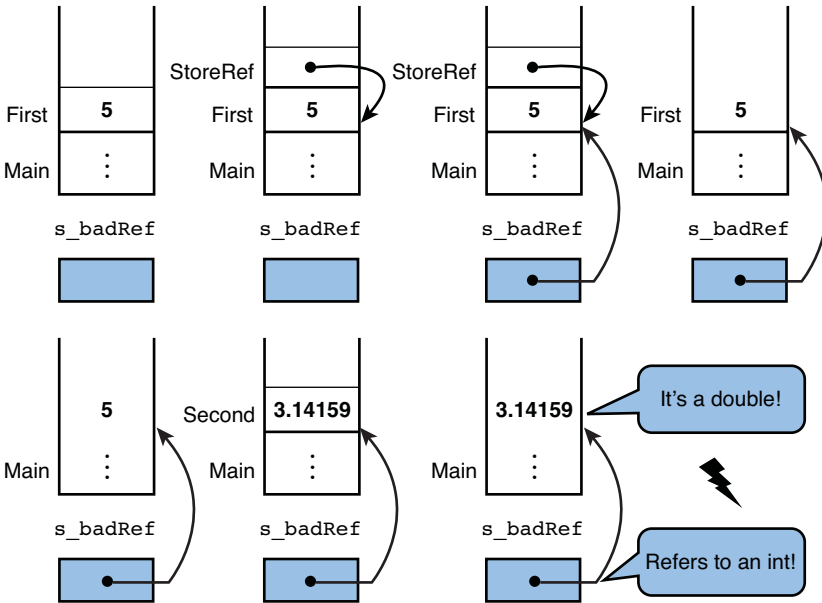 StoreRef StoreRef
First 5 First 5 First 5 First 5
Main ⋮ Main ⋮ Main ⋮ Main ⋮
s_badRef s_badRef s_badRef s_badRef
5 Second 3.14159 3.14159 It's a double!
Main ⋮ Main ⋮ Main ⋮
s_badRef s_badRef s_badRef
Refers to an int!